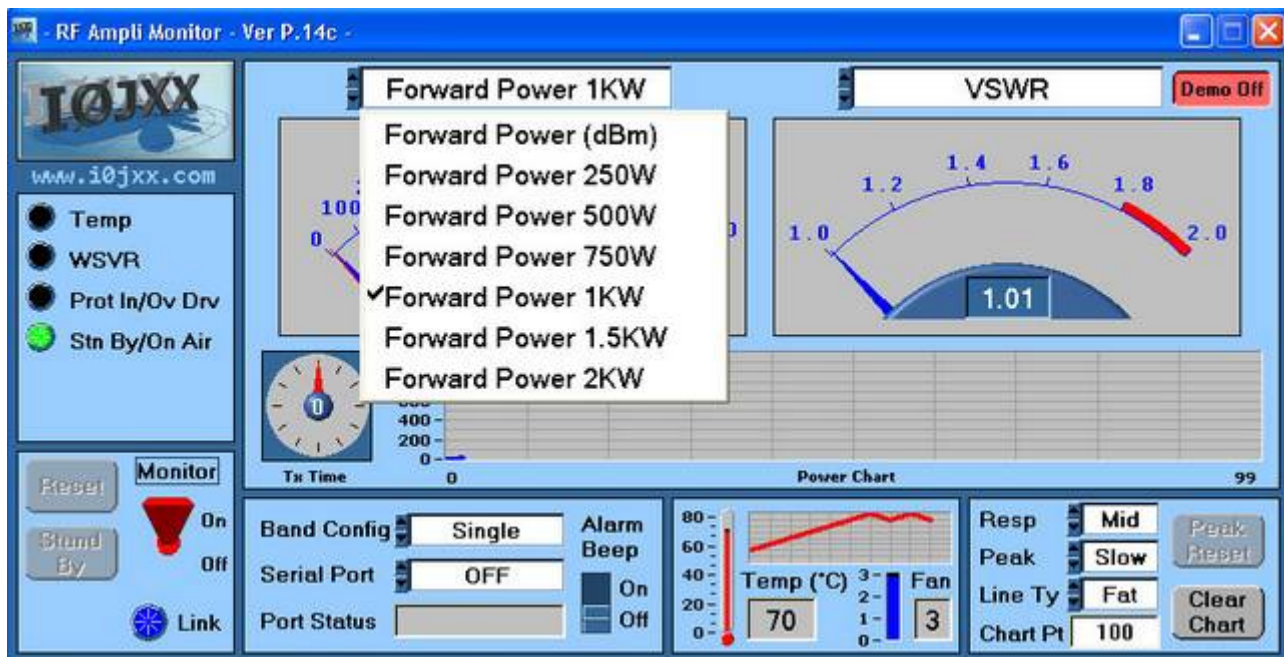 - RF Ampli Monitor - Ver P.14c -
I0JXX
www.i0jxx.com
Temp
WSVR
Prot In/Ov Drv
Stn By/On Air
Forward Power 1KW
VSWR
Demo Off
Forward Power (dBm)
Forward Power 250W
Forward Power 500W
Forward Power 750W
Forward Power 1KW
Forward Power 1.5KW
Forward Power 2KW
100
0
1.0
1.2
1.4
1.6
1.8
2.0
1.01
0
Tx Time
400
200
0
0
Power Chart
99
Reset
Stand By
Monitor
On
Off
Link
Band Config
Single
Serial Port
OFF
Port Status
Alarm
Beep
On
Off
80
60
40
20
0
Temp (°C)
70
3
2
1
0
Fan
3
Resp
Mid
Peak
Slow
Line Ty
Fat
Chart Pt
100
Peak
Reset
Clear
Chart